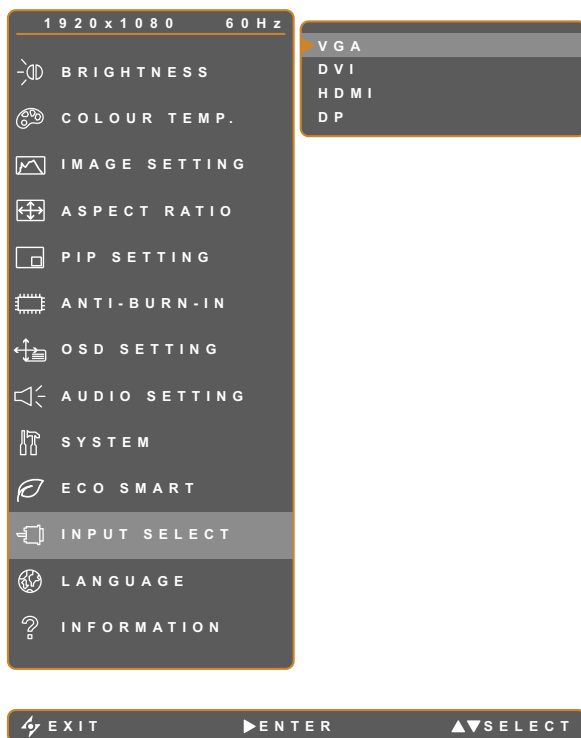 1920x1080 60Hz
BRIGHTNESS
COLOUR TEMP.
IMAGE SETTING
ASPECT RATIO
PIP SETTING
ANTI-BURN-IN
OSD SETTING
AUDIO SETTING
SYSTEM
ECO SMART
INPUT SELECT
LANGUAGE
INFORMATION
VGA
DVI
HDMI
DP
EXIT ▶ENTER ▲▼SELECT